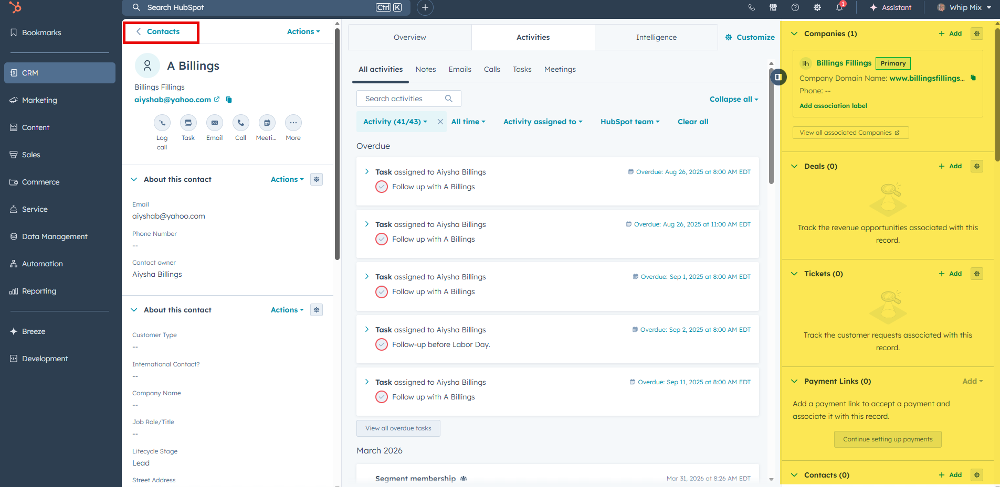 Search HubSpot
Ctrl K
1
Assistant
Whip Mix
Bookmarks
CRM
Marketing
Content
Sales
Commerce
Service
Data Management
Automation
Reporting
Breeze
Development
Contacts
Actions
A Billings
Billings Fillings
aiyshab@yahoo.com
Log call
Task
Email
Call
Meeti...
More
About this contact
Actions
Email
aiyshab@yahoo.com
Phone Number
--
Contact owner
Aiysha Billings
About this contact
Actions
Customer Type
--
International Contact?
--
Company Name
--
Job Role/Title
--
Lifecycle Stage
Lead
Street Address
Overview
Activities
Intelligence
Customize
All activities
Notes
Emails
Calls
Tasks
Meetings
Search activities
Collapse all
Activity (41/43)
All time
Activity assigned to
HubSpot team
Clear all
Overdue
Task assigned to Aiysha Billings
Overdue: Aug 26, 2025 at 8:00 AM EDT
Follow up with A Billings
Task assigned to Aiysha Billings
Overdue: Aug 26, 2025 at 11:00 AM EDT
Follow up with A Billings
Task assigned to Aiysha Billings
Overdue: Sep 1, 2025 at 8:00 AM EDT
Follow up with A Billings
Task assigned to Aiysha Billings
Overdue: Sep 2, 2025 at 8:00 AM EDT
Follow-up before Labor Day.
Task assigned to Aiysha Billings
Overdue: Sep 11, 2025 at 8:00 AM EDT
Follow up with A Billings
View all overdue tasks
March 2026
Segment membership
Mar 31, 2026 at 8:26 AM EDT
Companies (1)
+ Add
Billings Fillings
Primary
Company Domain Name: www.billingsfillings...
Phone: --
Add association label
View all associated Companies
Deals (0)
+ Add
Track the revenue opportunities associated with this
record.
Tickets (0)
+ Add
Track the customer requests associated with this
record.
Payment Links (0)
Add
Add a payment link to accept a payment and
associate it with this record.
Continue setting up payments
Contacts (0)
+ Add